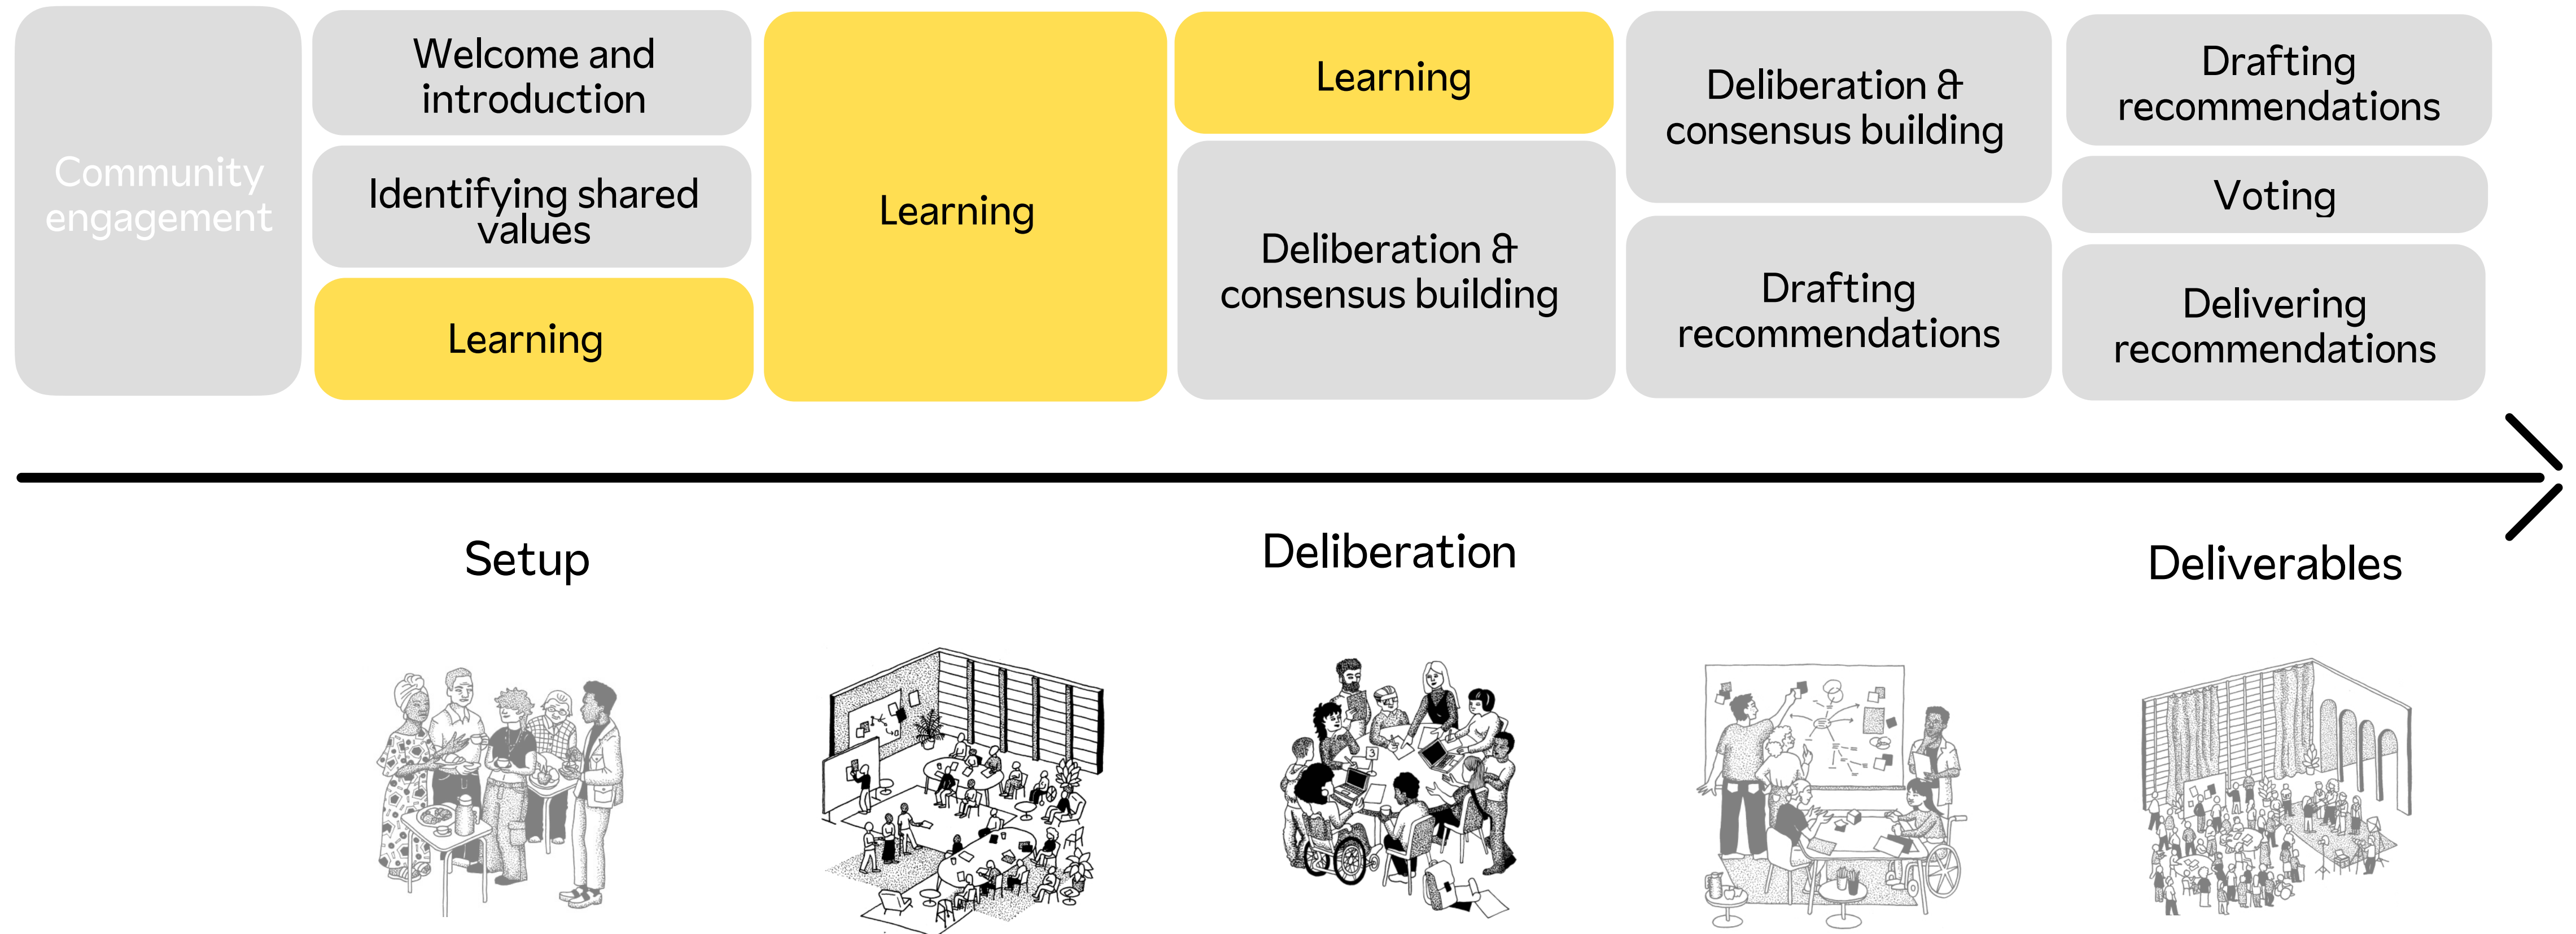 Community
engagement
Welcome and
introduction
Identifying shared
values
Learning
Learning
Learning
Deliberation &
consensus building
Deliberation &
consensus building
Drafting
recommendations
Drafting
recommendations
Voting
Delivering
recommendations
Setup
Deliberation
Deliverables
3